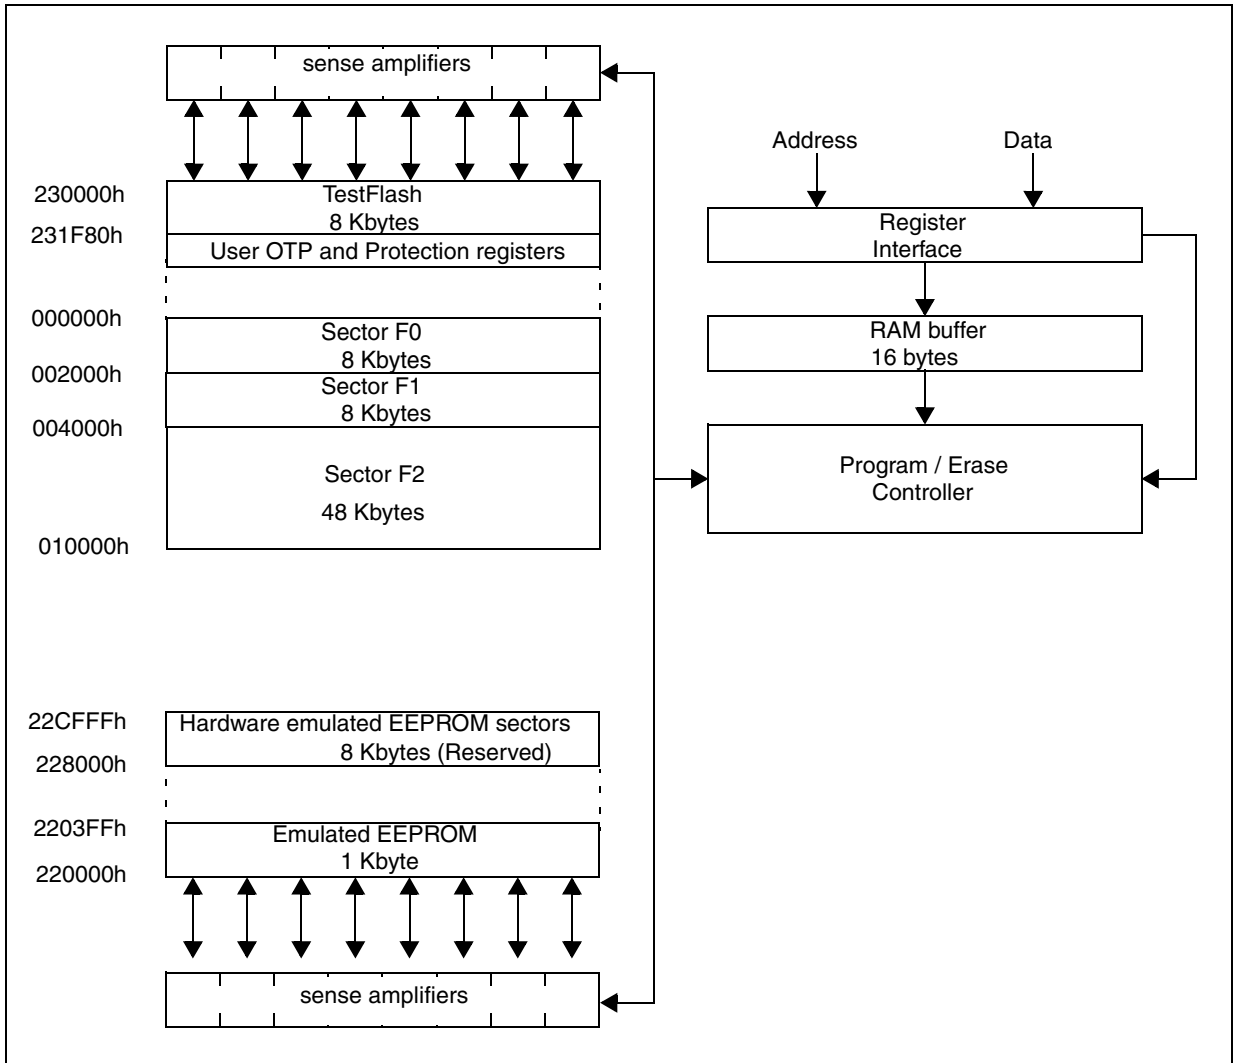 sense amplifiers
Address
Data
230000h
TestFlash
8 Kbytes
231F80h
User OTP and Protection registers
Register
Interface
000000h
Sector F0
8 Kbytes
RAM buffer
16 bytes
002000h
Sector F1
8 Kbytes
004000h
Sector F2
48 Kbytes
Program / Erase
Controller
010000h
22CFFFh
Hardware emulated EEPROM sectors
8 Kbytes (Reserved)
228000h
2203FFh
Emulated EEPROM
1 Kbyte
220000h
sense amplifiers